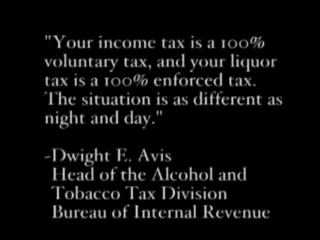 "Your income tax is a 100%
voluntary tax, and your liquor
tax is a 100% enforced tax.
The situation is as different as
night and day."
-Dwight E. Avis
Head of the Alcohol and
Tobacco Tax Division
Bureau of Internal Revenue